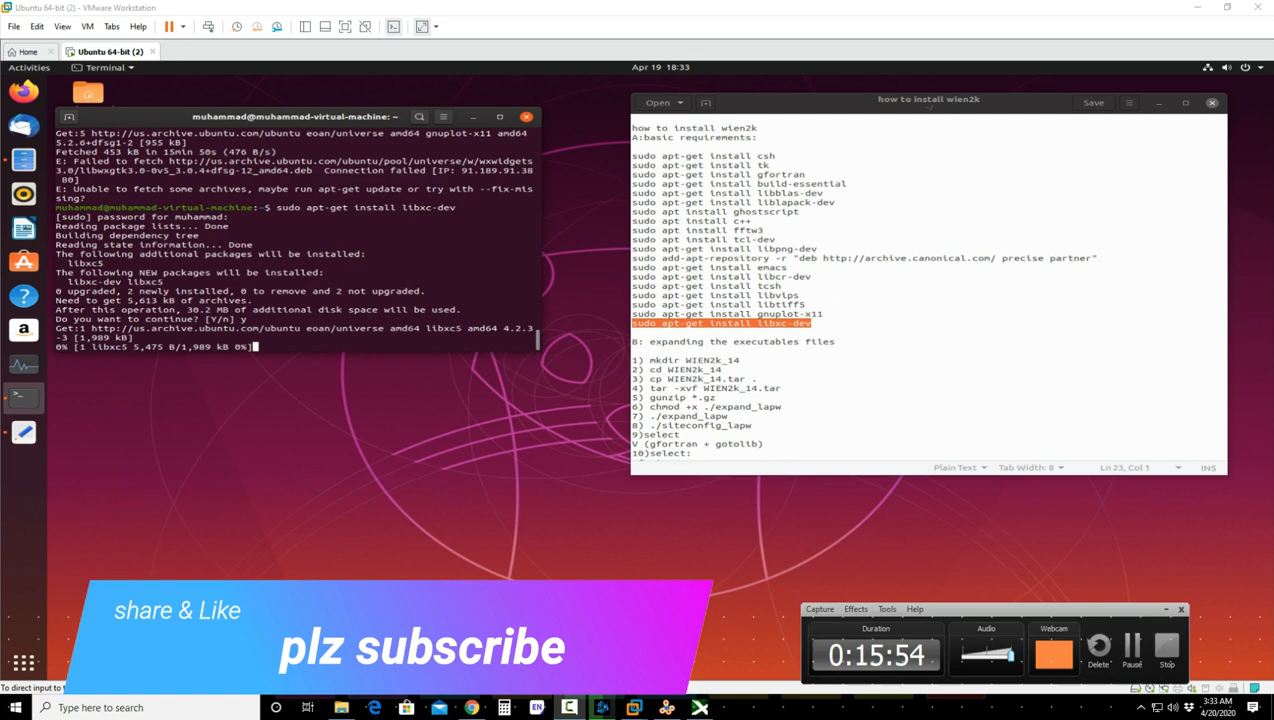 Ubuntu 64-bit (2) - VMware Workstation
File Edit View VM Tabs Help
Home Ubuntu 64-bit (2)
Activities Terminal Apr 19 18:33
muhammad@muhammad-virtual-machine: ~
Get:5 http://us.archive.ubuntu.com/ubuntu eoan/universe amd64 gnuplot-x11 amd64
5.2.6+dfsg1-2 [955 kB]
Fetched 453 kB in 15min 50s (476 B/s)
E: Failed to fetch http://us.archive.ubuntu.com/ubuntu/pool/universe/w/wxwidgets
3.0/libwxgtk3-0v5_3.0.4+dfsg-12_amd64.deb  Connection failed [IP: 91.189.91.38
80]
E: Unable to fetch some archives, maybe run apt-get update or try with --fix-mis
sing?
muhammad@muhammad-virtual-machine:~$ sudo apt-get install libxc-dev
[sudo] password for muhammad:
Reading package lists... Done
Building dependency tree
Reading state information... Done
The following additional packages will be installed:
libxc5
The following NEW packages will be installed:
libxc-dev libxc5
0 upgraded, 2 newly installed, 0 to remove and 2 not upgraded.
Need to get 5,613 kB of archives.
After this operation, 30.2 MB of additional disk space will be used.
Do you want to continue? [Y/n] y
Get:1 http://us.archive.ubuntu.com/ubuntu eoan/universe amd64 libxc5 amd64 4.2.3
-3 [1,989 kB]
0% [1 libxc5 5,475 B/1,989 kB 0%]
Open how to install wien2k Save
how to install wien2k
A:basic requirements:
sudo apt-get install csh
sudo apt-get install tk
sudo apt-get install gfortran
sudo apt-get install build-essential
sudo apt-get install libblas-dev
sudo apt-get install liblapack-dev
sudo apt install ghostscript
sudo apt install c++
sudo apt install fftw3
sudo apt install tcl-dev
sudo apt-get install libpng-dev
sudo add-apt-repository -r "deb http://archive.canonical.com/ precise partner"
sudo apt-get install emacs
sudo apt-get install libcr-dev
sudo apt-get install tcsh
sudo apt-get install libvips
sudo apt-get install libtiff5
sudo apt-get install gnuplot-x11
sudo apt-get install libxc-dev
B: expanding the executables files
1) mkdir WIEN2k_14
2) cd WIEN2k_14
3) cp WIEN2k_14.tar .
4) tar -xvf WIEN2k_14.tar
5) gunzip *.gz
6) chmod +x ./expand_lapw
7) ./expand_lapw
8) ./siteconfig_lapw
9)select
V (gfortran + gotolib)
10)select:
Plain Text Tab Width: 8 Ln 23, Col 1 INS
share & Like
plz subscribe
Capture Effects Tools Help
Duration Audio Webcam
0:15:54
Delete Pause Stop
To direct input to
Type here to search
EN
3:33 AM
4/20/2020